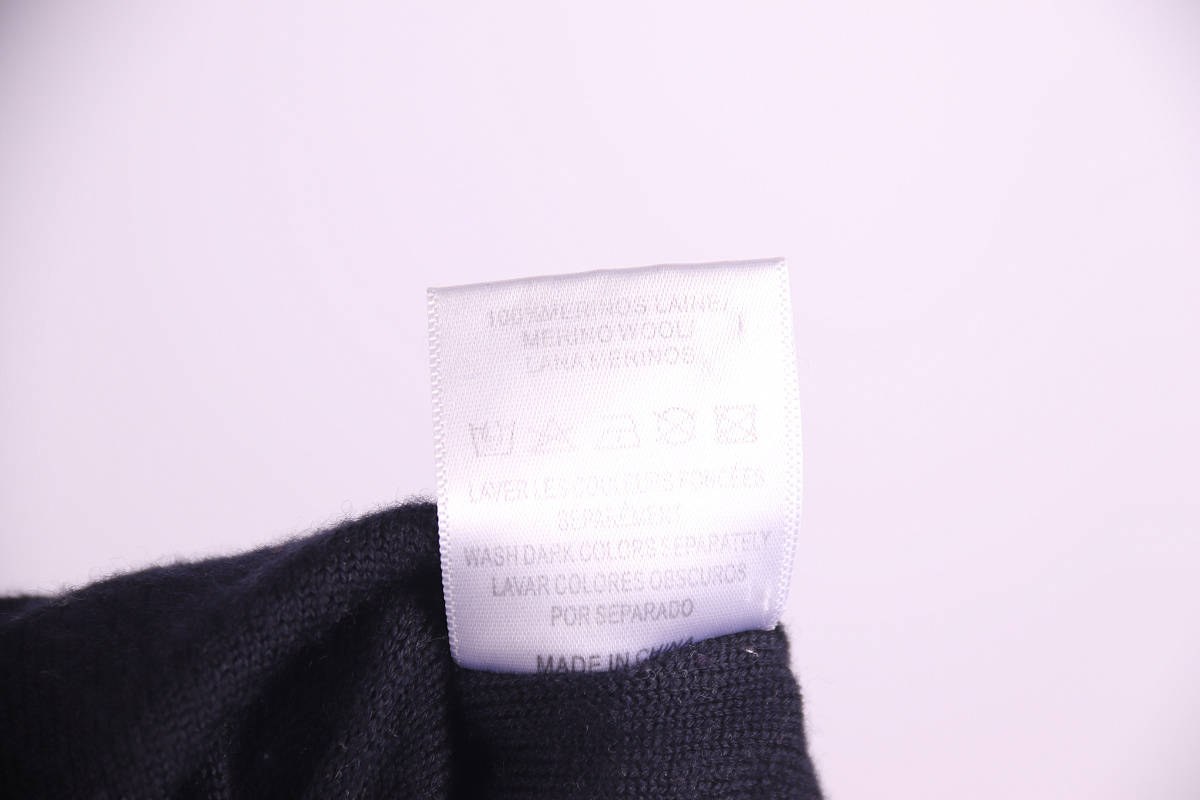 100%MERINOS LAINE/
MERINO WOOL/
LANA MERINOS
LAVER LES COULEURS FONCÉES
SÉPARÉMENT
WASH DARK COLORS SEPARATELY
LAVAR COLORES OBSCUROS
POR SEPARADO
MADE IN CHINA